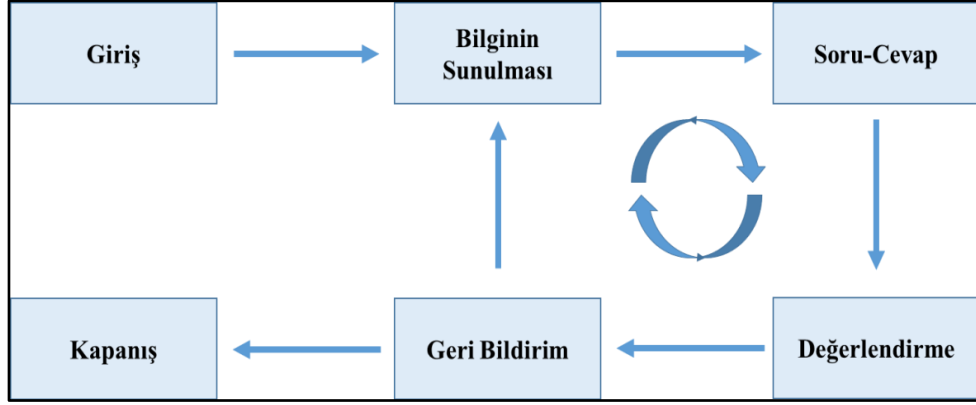 Giriş
Bilginin
Sunulması
Soru-Cevap
Kapanış
Geri Bildirim
Değerlendirme